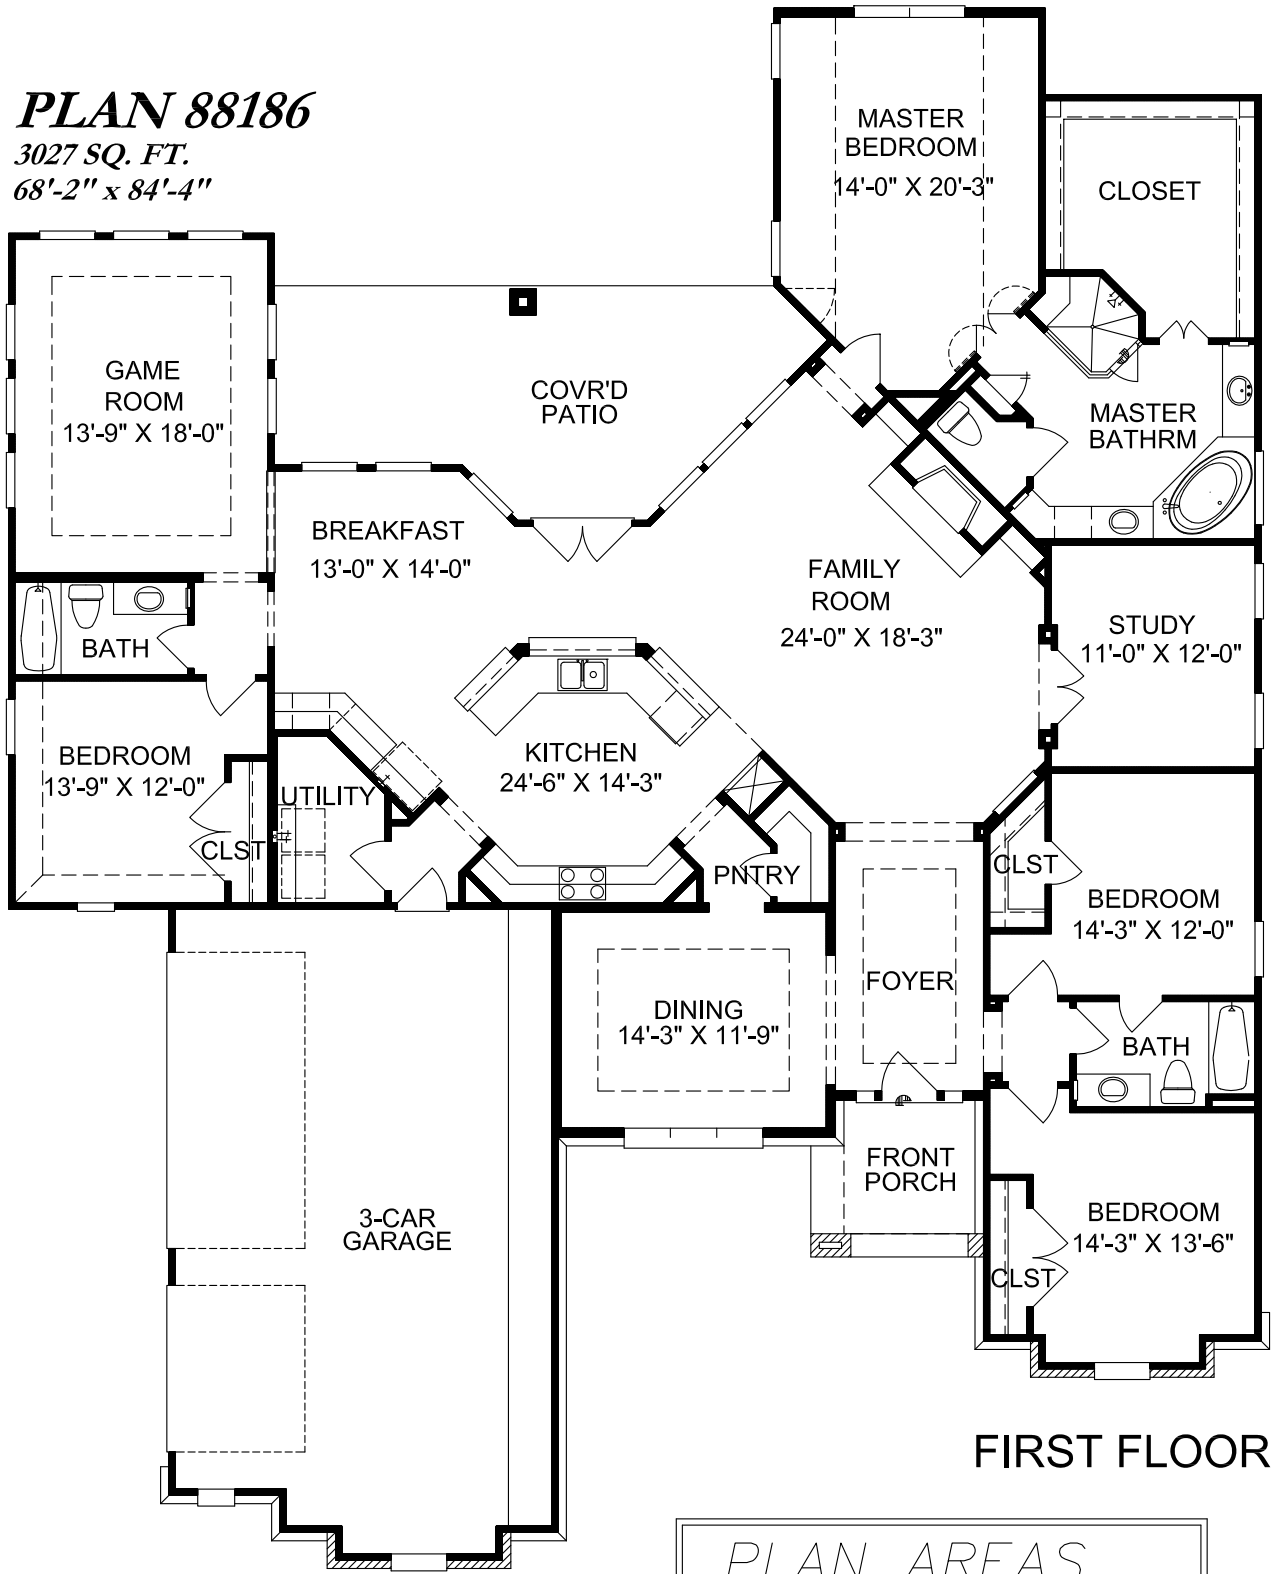 PLAN 88186
3027 SQ. FT.
68'-2" x 84'-4"
MASTER
BEDROOM
14'-0" X 20'-3"
CLOSET
GAME
ROOM
13'-9" X 18'-0"
COVR'D
PATIO
MASTER
BATHRM
BREAKFAST
13'-0" X 14'-0"
FAMILY
ROOM
24'-0" X 18'-3"
STUDY
11'-0" X 12'-0"
BATH
BEDROOM
13'-9" X 12'-0"
CLST
UTILITY
KITCHEN
24'-6" X 14'-3"
PNTRY
CLST
BEDROOM
14'-3" X 12'-0"
FOYER
DINING
14'-3" X 11'-9"
BATH
FRONT
PORCH
3-CAR
GARAGE
BEDROOM
14'-3" X 13'-6"
CLST
FIRST FLOOR
PLAN AREAS